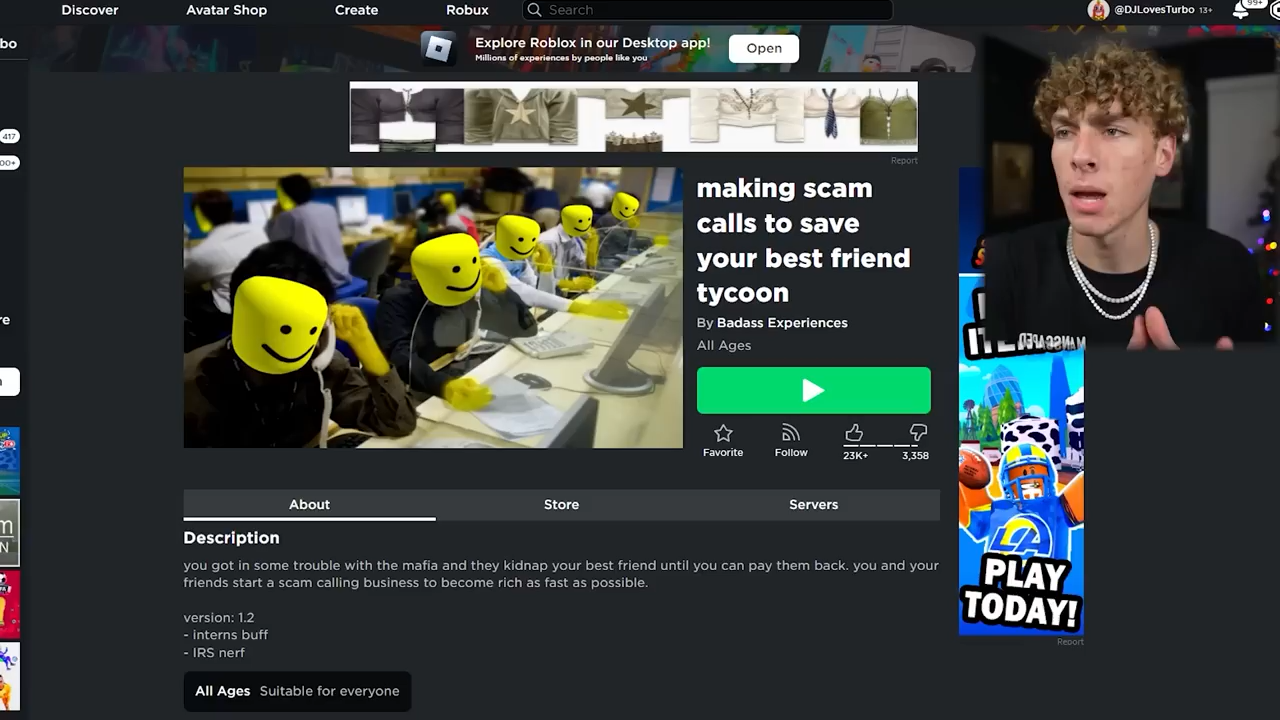 Discover Avatar Shop Create Robux Search @DJLovesTurbo 13+ 99+
bo
Explore Roblox in our Desktop app!
Millions of experiences by people like you
Open
417
00+
Report
making scam
calls to save
your best friend
tycoon
By Badass Experiences
All Ages
re
n
Favorite Follow 23K+ 3,358
About Store Servers
Description
you got in some trouble with the mafia and they kidnap your best friend until you can pay them back. you and your
friends start a scam calling business to become rich as fast as possible.
version: 1.2
- interns buff
- IRS nerf
All Ages Suitable for everyone
m
N
PLAY
TODAY!
Report